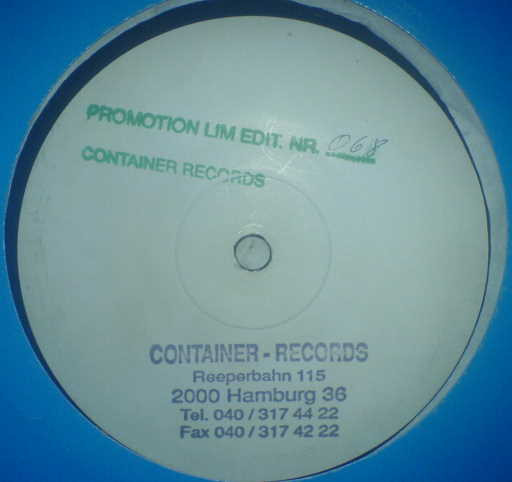 PROMOTION LIM EDIT. NR. 068
CONTAINER RECORDS
CONTAINER - RECORDS
Reeperbahn 115
2000 Hamburg 36
Tel. 040 / 317 44 22
Fax 040 / 317 42 22